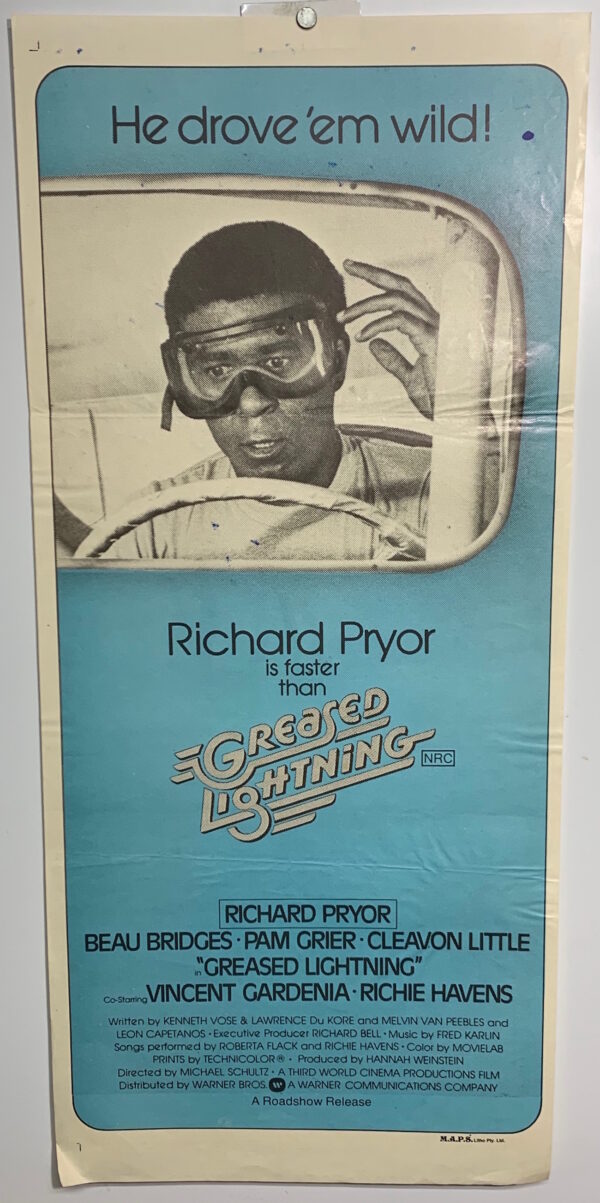 He drove 'em wild!
Richard Pryor
is faster
than
GREASED
LIGHTNING
NRC
RICHARD PRYOR
BEAU BRIDGES · PAM GRIER · CLEAVON LITTLE
in "GREASED LIGHTNING"
Co-Starring VINCENT GARDENIA · RICHIE HAVENS
Written by KENNETH VOSE & LAWRENCE Du KORE and MELVIN VAN PEEBLES and
LEON CAPETANOS · Executive Producer RICHARD BELL · Music by FRED KARLIN
Songs performed by ROBERTA FLACK and RICHIE HAVENS · Color by MOVIELAB
PRINTS by TECHNICOLOR® · Produced by HANNAH WEINSTEIN
Directed by MICHAEL SCHULTZ · A THIRD WORLD CINEMA PRODUCTIONS FILM
Distributed by WARNER BROS. W A WARNER COMMUNICATIONS COMPANY
A Roadshow Release
M.A.P.S. Litho Pty. Ltd.